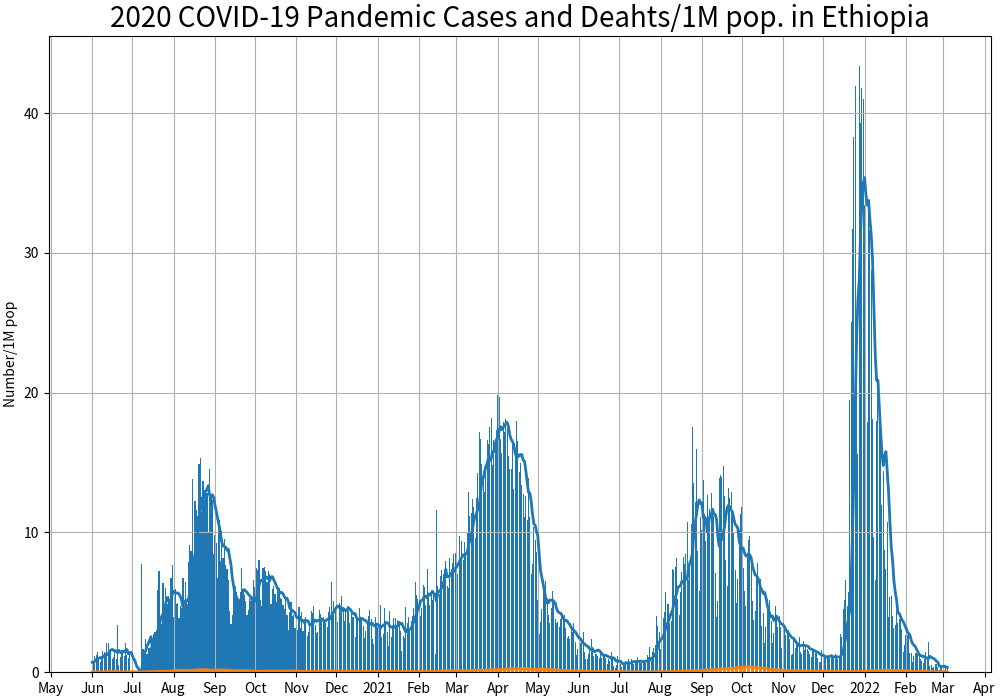 2020 COVID-19 Pandemic Cases and Deahts/1M pop. in Ethiopia
Number/1M pop
40
30
20
10
0
May Jun Jul Aug Sep Oct Nov Dec 2021 Feb Mar Apr May Jun Jul Aug Sep Oct Nov Dec 2022 Feb Mar Apr